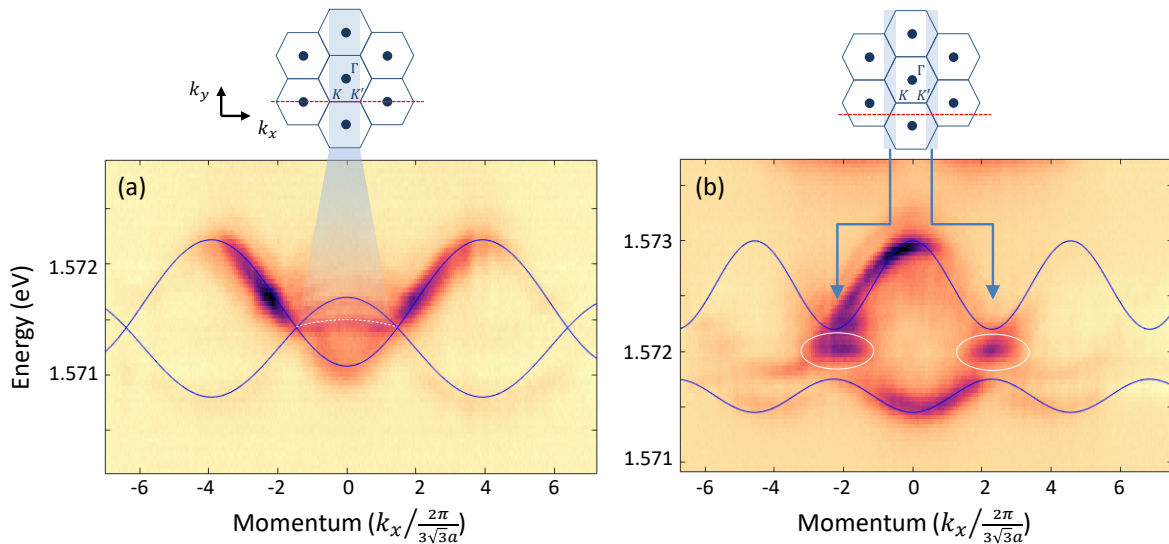 k_y
k_x
Γ
K K′
Γ
K K′
(a)
Energy (eV)
1.572
1.571
-6 -4 -2 0 2 4 6
Momentum (k_x/ 2π/3√3a)
(b)
1.573
1.572
1.571
-6 -4 -2 0 2 4 6
Momentum (k_x/ 2π/3√3a)